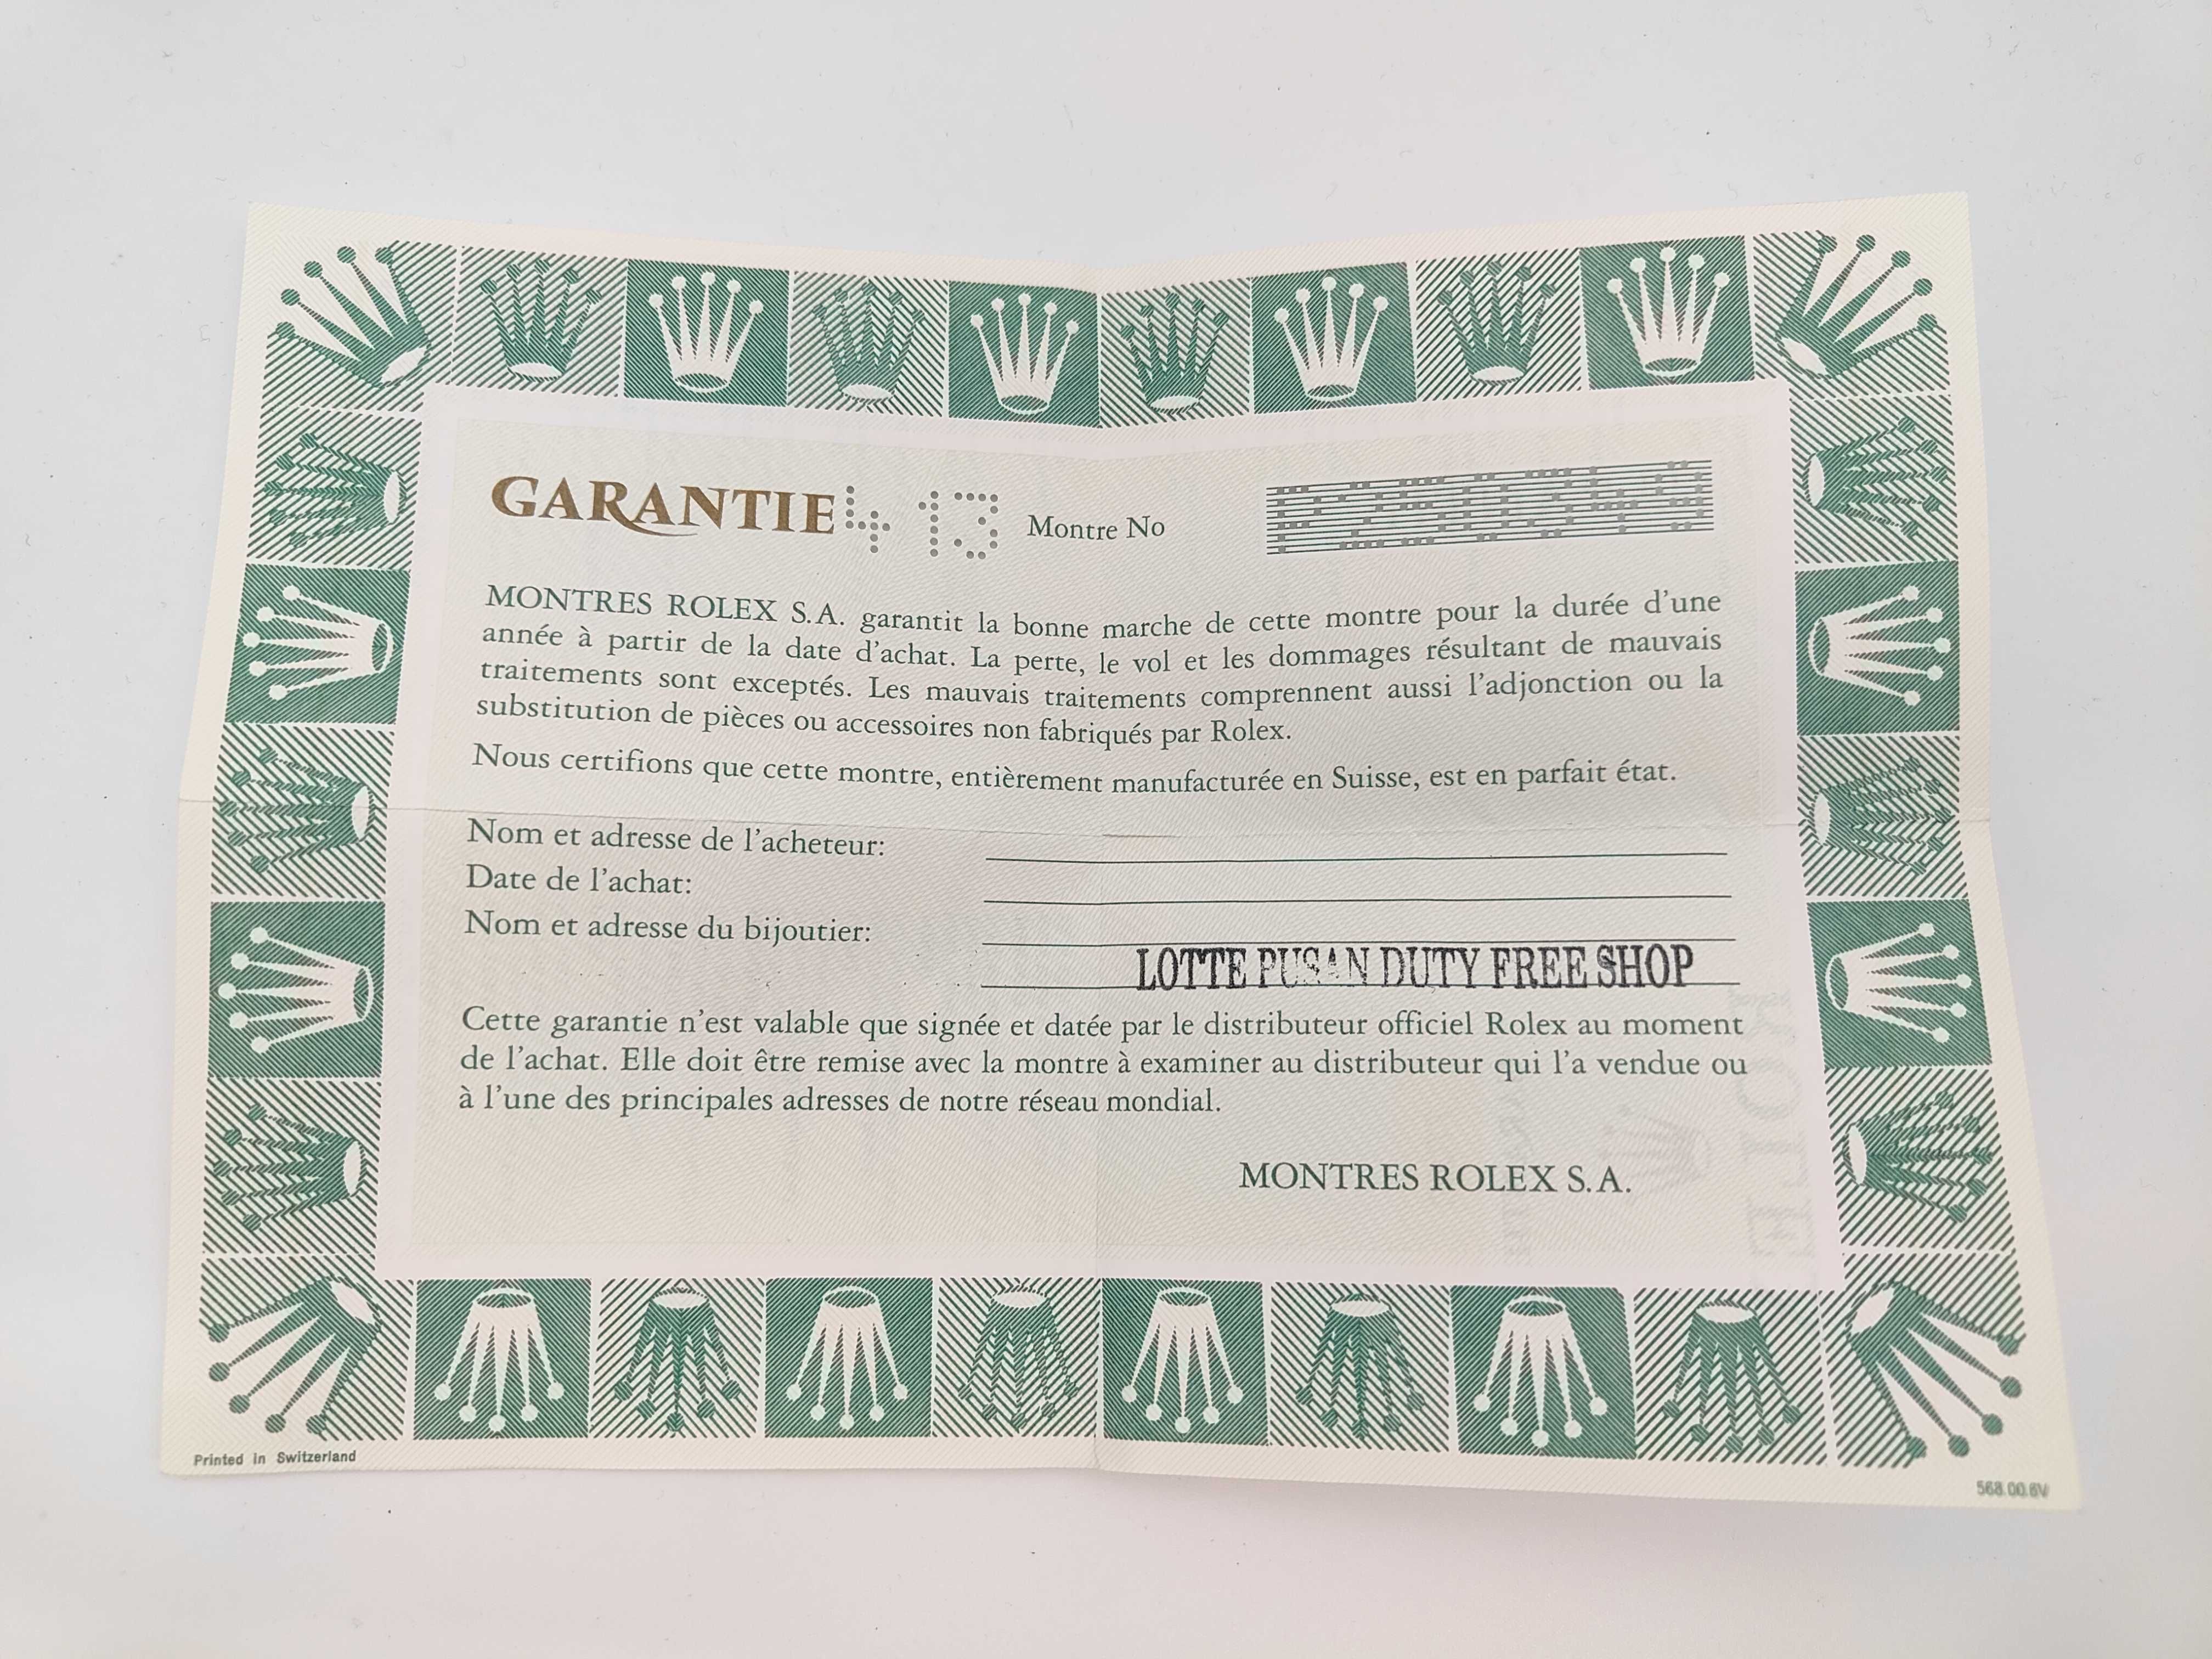 GARANTIE 4 13 Montre No
MONTRES ROLEX S.A. garantit la bonne marche de cette montre pour la durée d'une
année à partir de la date d'achat. La perte, le vol et les dommages résultant de mauvais
traitements sont exceptés. Les mauvais traitements comprennent aussi l'adjonction ou la
substitution de pièces ou accessoires non fabriqués par Rolex.
Nous certifions que cette montre, entièrement manufacturée en Suisse, est en parfait état.
Nom et adresse de l'acheteur:
Date de l'achat:
Nom et adresse du bijoutier:
LOTTE PUSAN DUTY FREE SHOP
Cette garantie n'est valable que signée et datée par le distributeur officiel Rolex au moment
de l'achat. Elle doit être remise avec la montre à examiner au distributeur qui l'a vendue ou
à l'une des principales adresses de notre réseau mondial.
MONTRES ROLEX S.A.
Printed in Switzerland
568.00.6V